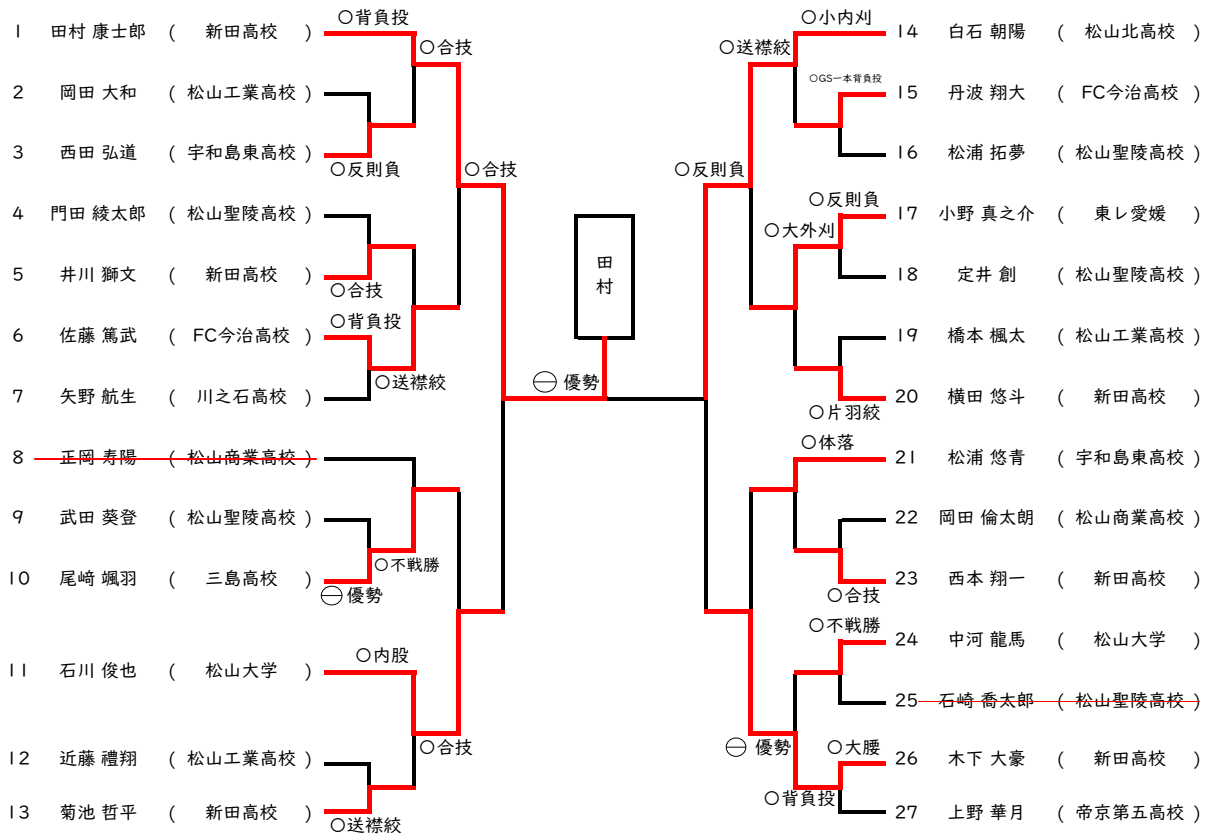 ○背負投
1 田村 康士郎 ( 新田高校 )
○合技
2 岡田 大和 ( 松山工業高校 )
3 西田 弘道 ( 宇和島東高校 )
○反則負
○合技
4 門田 綾太郎 ( 松山聖陵高校 )
5 井川 獅文 ( 新田高校 )
○合技
○背負投
6 佐藤 篤武 ( FC今治高校 )
○送襟絞
7 矢野 航生 ( 川之石高校 )
8 正岡 寿陽 ( 松山商業高校 )
9 武田 葵登 ( 松山聖陵高校 )
○不戦勝
10 尾﨑 颯羽 ( 三島高校 )
㊀ 優勢
○内股
11 石川 俊也 ( 松山大学 )
○合技
12 近藤 禮翔 ( 松山工業高校 )
13 菊池 哲平 ( 新田高校 )
○送襟絞
田村
㊀ 優勢
○小内刈
14 白石 朝陽 ( 松山北高校 )
○送襟絞
○GS一本背負投
15 丹波 翔大 ( FC今治高校 )
16 松浦 拓夢 ( 松山聖陵高校 )
○反則負
○反則負
17 小野 真之介 ( 東レ愛媛 )
○大外刈
18 定井 創 ( 松山聖陵高校 )
19 橋本 楓太 ( 松山工業高校 )
20 横田 悠斗 ( 新田高校 )
○片羽絞
○体落
21 松浦 悠青 ( 宇和島東高校 )
22 岡田 倫太朗 ( 松山商業高校 )
23 西本 翔一 ( 新田高校 )
○合技
○不戦勝
24 中河 龍馬 ( 松山大学 )
25 石崎 喬太郎 ( 松山聖陵高校 )
㊀ 優勢
○大腰
26 木下 大豪 ( 新田高校 )
○背負投
27 上野 華月 ( 帝京第五高校 )